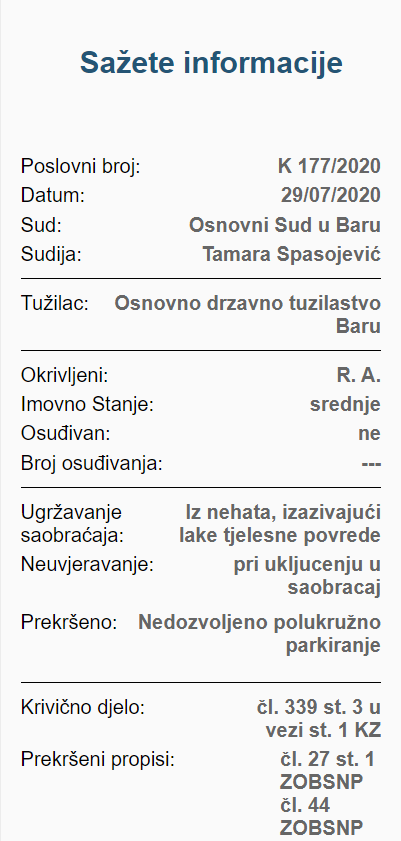 Sažete informacije
Poslovni broj: K 177/2020
Datum: 29/07/2020
Sud: Osnovni Sud u Baru
Sudija: Tamara Spasojević
Tužilac: Osnovno drzavno tuzilastvo
Baru
Okrivljeni: R. A.
Imovno Stanje: srednje
Osuđivan: ne
Broj osuđivanja: ---
Ugržavanje Iz nehata, izazivajući
saobraćaja: lake tjelesne povrede
Neuvjeravanje: pri ukljucenju u
saobracaj
Prekršeno: Nedozvoljeno polukružno
parkiranje
Krivično djelo: čl. 339 st. 3 u
vezi st. 1 KZ
Prekršeni propisi: čl. 27 st. 1
ZOBSNP
čl. 44
ZOBSNP